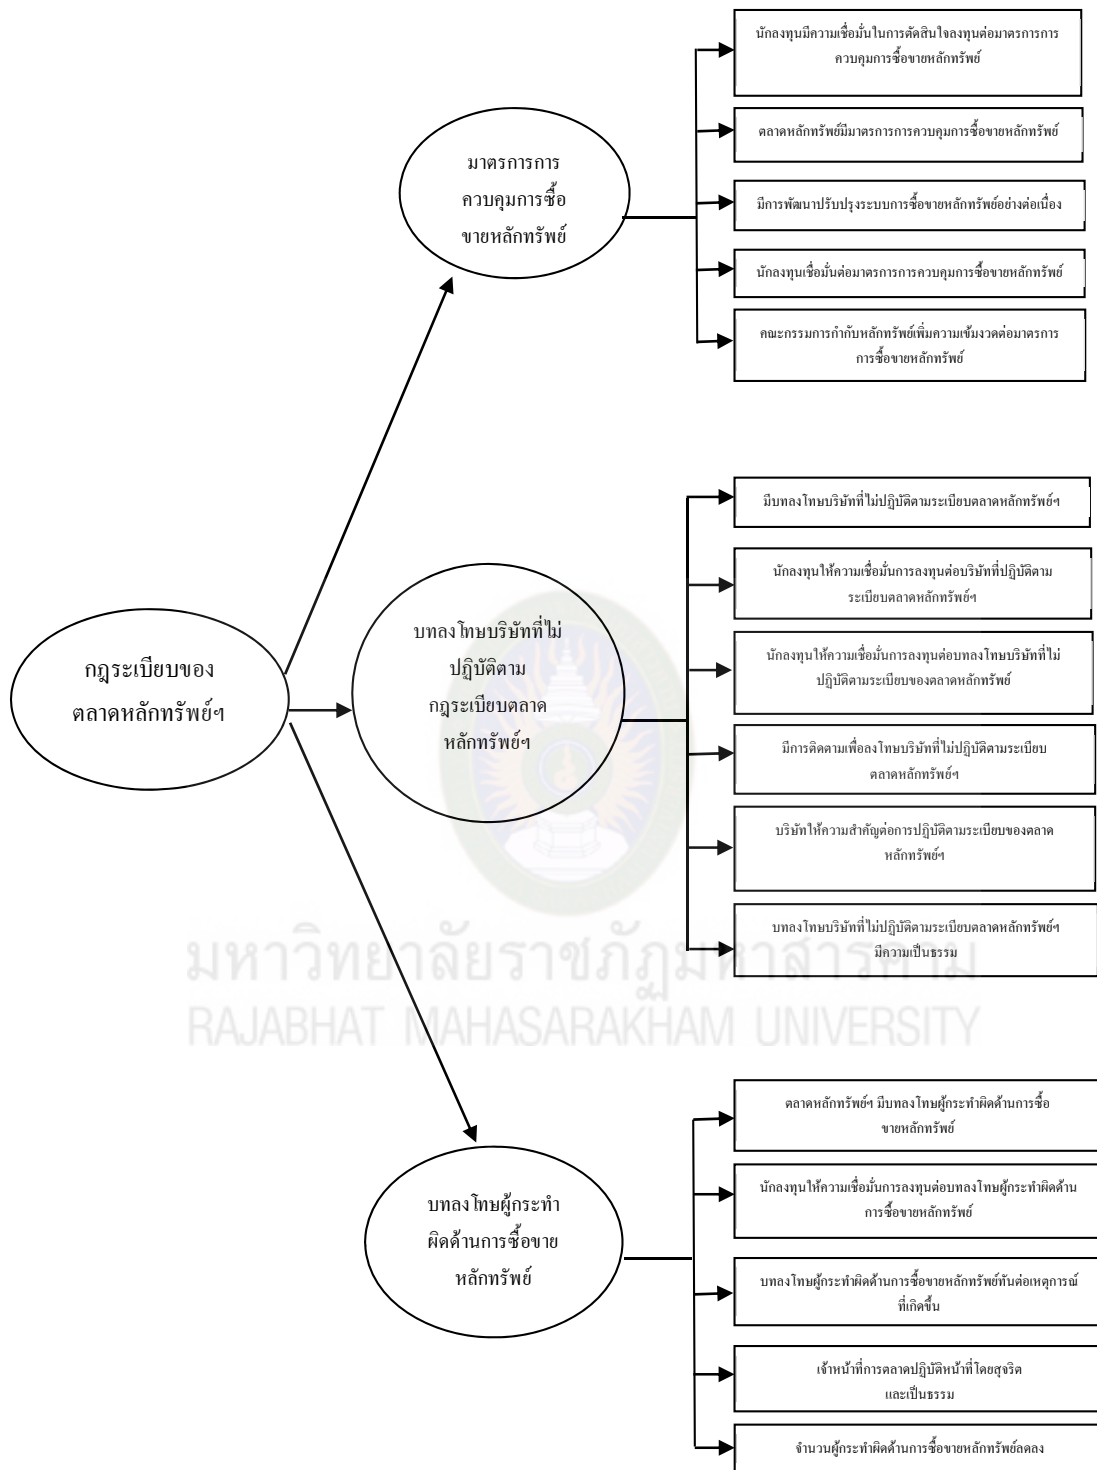 นักลงทุนมีความเชื่อมั่นในการตัดสินใจลงทุนต่อมาตรการการ
ควบคุมการซื้อขายหลักทรัพย์
ตลาดหลักทรัพย์มีมาตรการการควบคุมการซื้อขายหลักทรัพย์
มีการพัฒนาปรับปรุงระบบการซื้อขายหลักทรัพย์อย่างต่อเนื่อง
นักลงทุนเชื่อมั่นต่อมาตรการการควบคุมการซื้อขายหลักทรัพย์
คณะกรรมการกำกับหลักทรัพย์เพิ่มความเข้มงวดต่อมาตรการ
การซื้อขายหลักทรัพย์
มาตรการการ
ควบคุมการซื้อ
ขายหลักทรัพย์
มีบทลงโทษบริษัทที่ไม่ปฏิบัติตามระเบียบตลาดหลักทรัพย์ฯ
นักลงทุนให้ความเชื่อมั่นการลงทุนต่อบริษัทที่ปฏิบัติตาม
ระเบียบตลาดหลักทรัพย์ฯ
นักลงทุนให้ความเชื่อมั่นการลงทุนต่อบทลงโทษบริษัทที่ไม่
ปฏิบัติตามระเบียบของตลาดหลักทรัพย์
มีการติดตามเพื่อลงโทษบริษัทที่ไม่ปฏิบัติตามระเบียบ
ตลาดหลักทรัพย์ฯ
บริษัทให้ความสำคัญต่อการปฏิบัติตามระเบียบของตลาด
หลักทรัพย์ฯ
บทลงโทษบริษัทที่ไม่ปฏิบัติตามระเบียบตลาดหลักทรัพย์ฯ
มีความเป็นธรรม
บทลงโทษบริษัทที่ไม่
ปฏิบัติตาม
กฎระเบียบตลาด
หลักทรัพย์ฯ
กฎระเบียบของ
ตลาดหลักทรัพย์ฯ
มหาวิทยาลัยราชภัฏมหาสารคาม
RAJABHAT MAHASARAKHAM UNIVERSITY
ตลาดหลักทรัพย์ฯ มีบทลงโทษผู้กระทำผิดด้านการซื้อ
ขายหลักทรัพย์
นักลงทุนให้ความเชื่อมั่นการลงทุนต่อบทลงโทษผู้กระทำผิดด้าน
การซื้อขายหลักทรัพย์
บทลงโทษผู้กระทำผิดด้านการซื้อขายหลักทรัพย์ทันต่อเหตุการณ์
ที่เกิดขึ้น
เจ้าหน้าที่การตลาดปฏิบัติหน้าที่โดยสุจริต
และเป็นธรรม
จำนวนผู้กระทำผิดด้านการซื้อขายหลักทรัพย์ลดลง
บทลงโทษผู้กระทำ
ผิดด้านการซื้อขาย
หลักทรัพย์